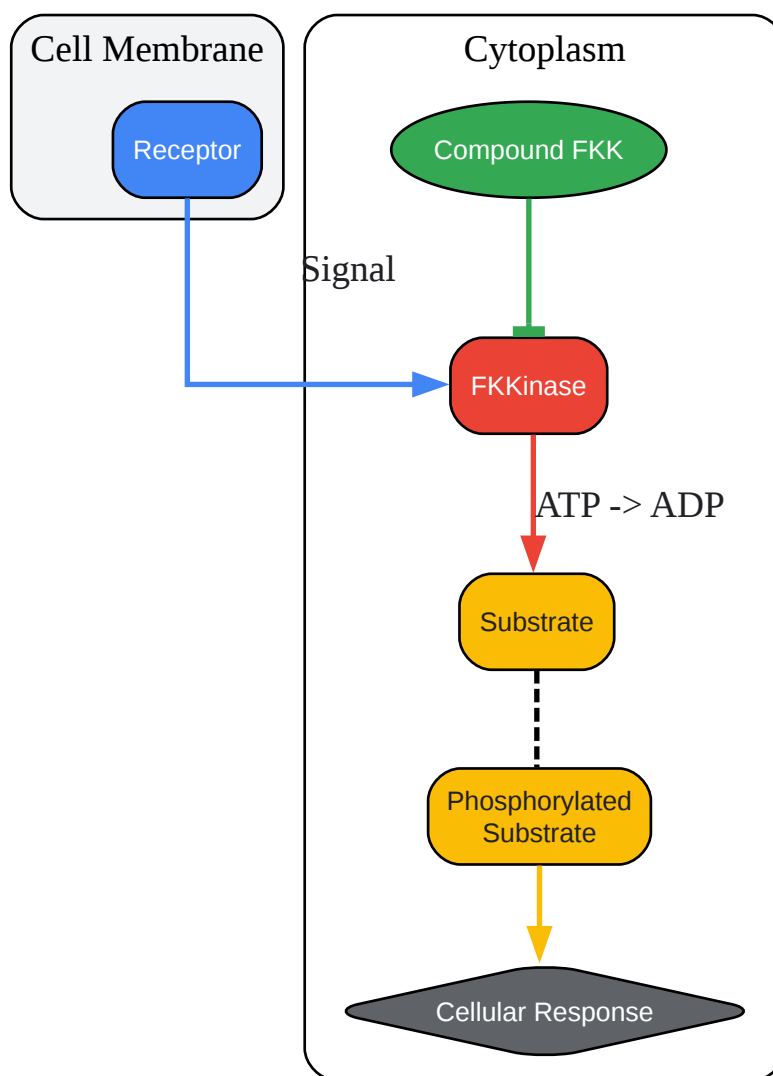 Cell Membrane
Cytoplasm
Receptor
Compound FKK
Signal
FKKinase
ATP -> ADP
Substrate
Phosphorylated
Substrate
Cellular Response